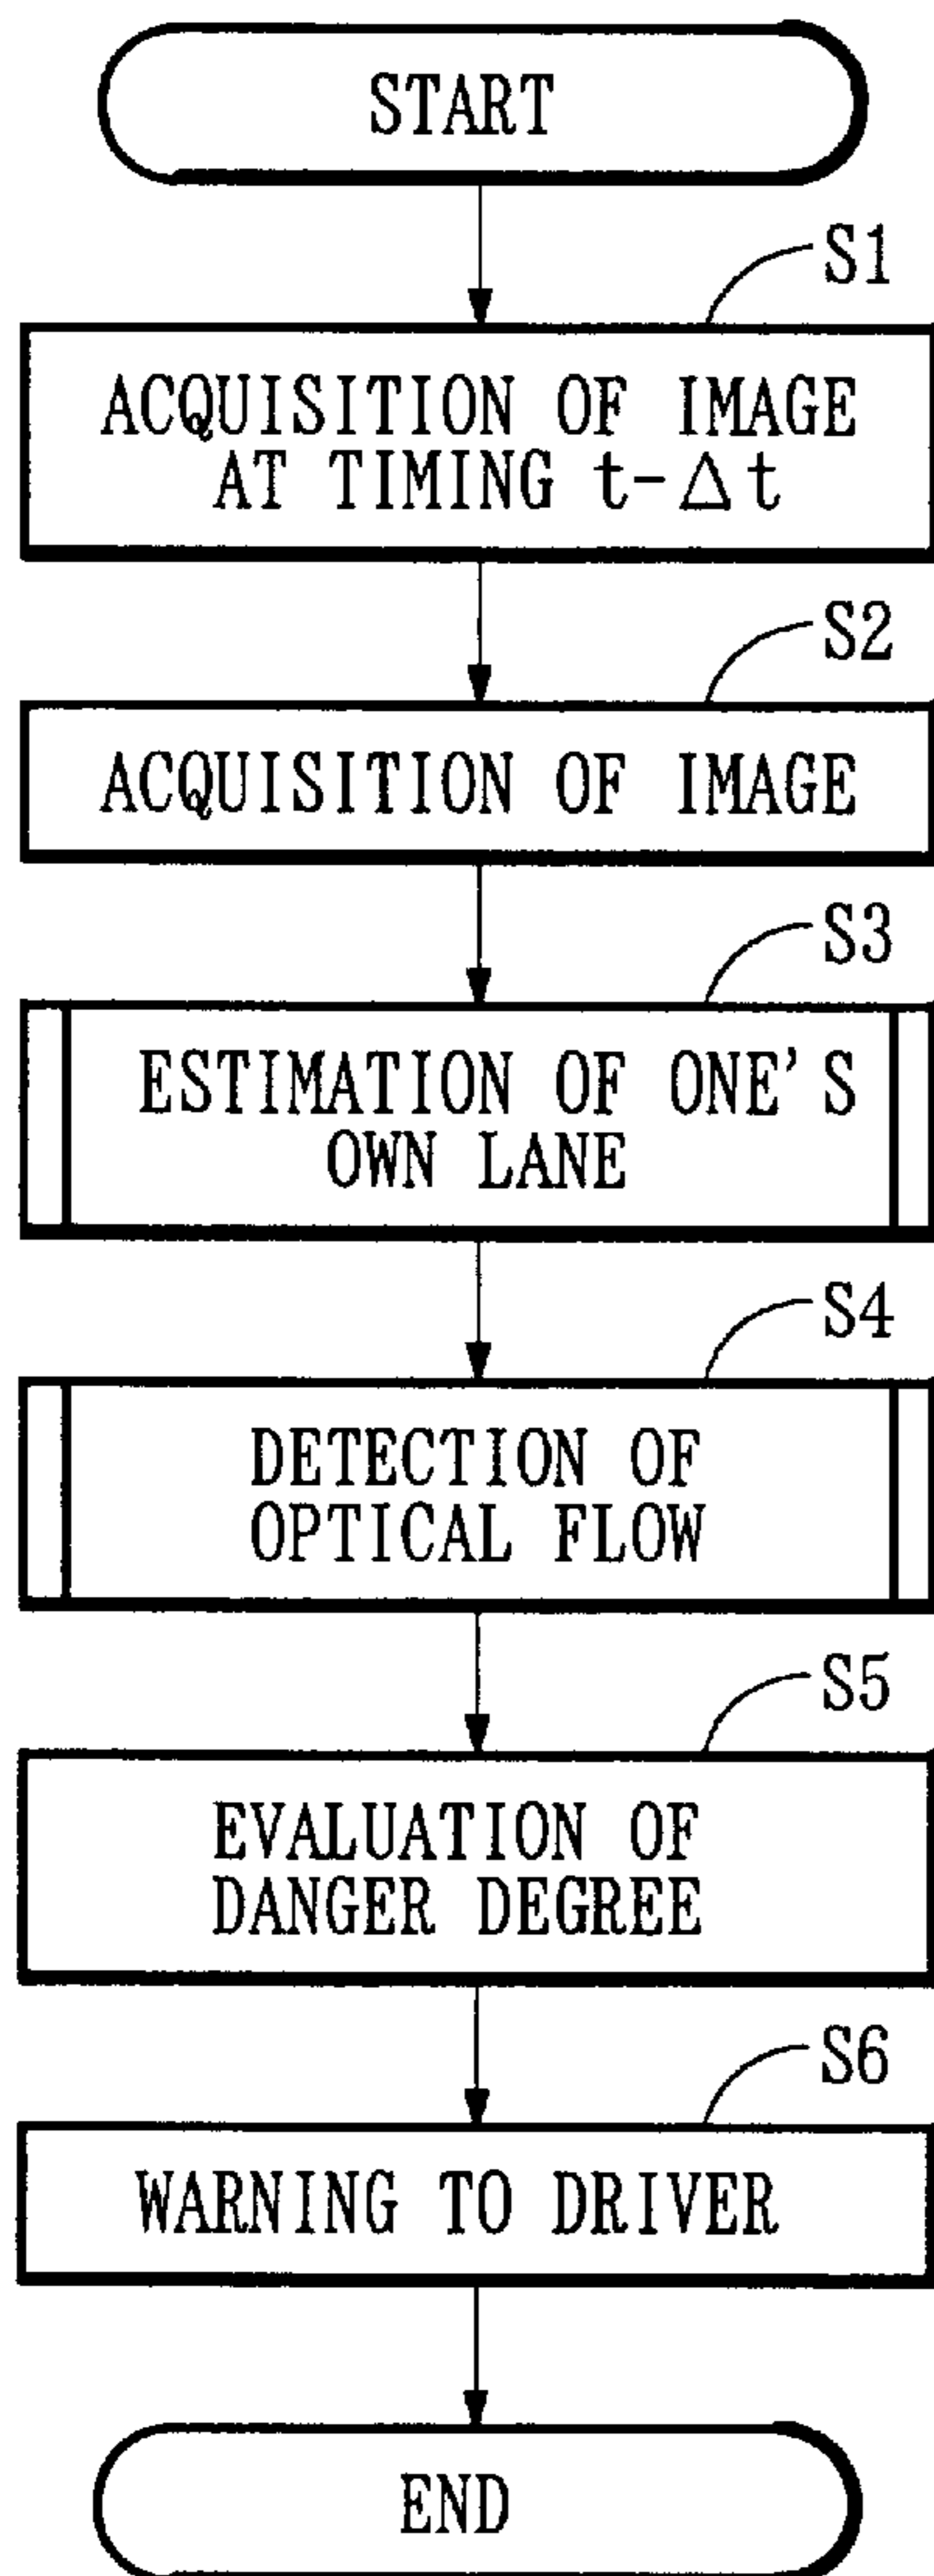 START
S1
ACQUISITION OF IMAGE
AT TIMING t-Δt
S2
ACQUISITION OF IMAGE
S3
ESTIMATION OF ONE'S
OWN LANE
S4
DETECTION OF
OPTICAL FLOW
S5
EVALUATION OF
DANGER DEGREE
S6
WARNING TO DRIVER
END